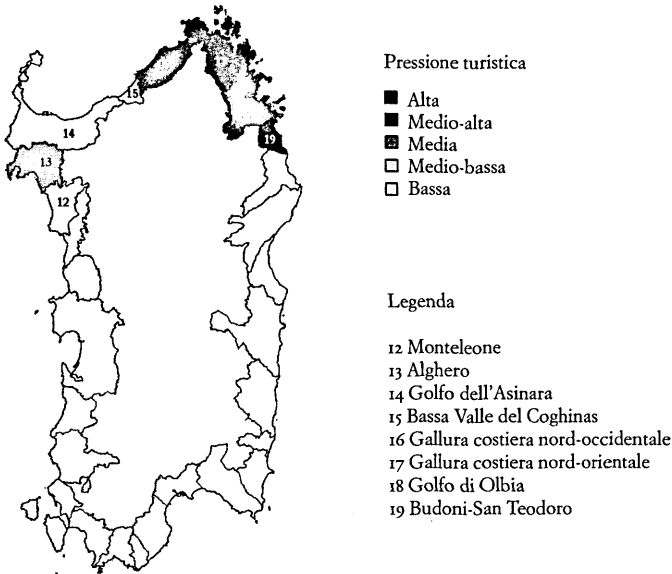 15
14
13
12
19
Pressione turistica
Alta
Medio-alta
Media
Medio-bassa
Bassa
Legenda
12 Monteleone
13 Alghero
14 Golfo dell'Asinara
15 Bassa Valle del Coghinas
16 Gallura costiera nord-occidentale
17 Gallura costiera nord-orientale
18 Golfo di Olbia
19 Budoni-San Teodoro